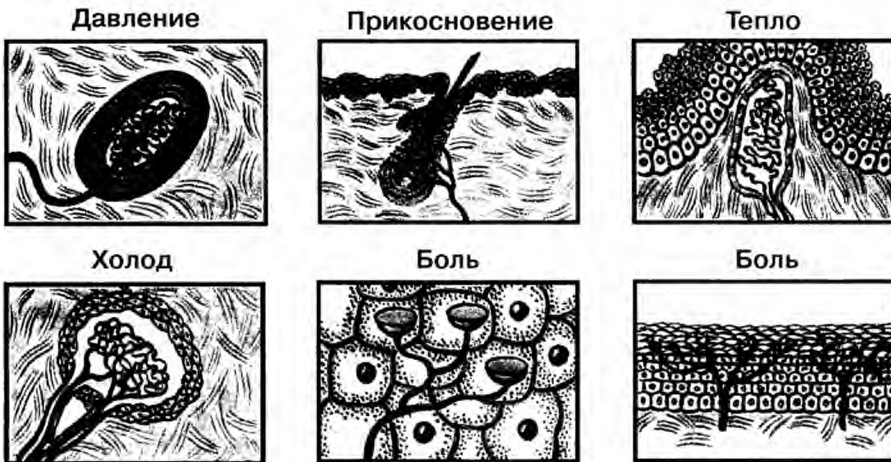 Давление
Прикосновение
Тепло
Холод
Боль
Боль